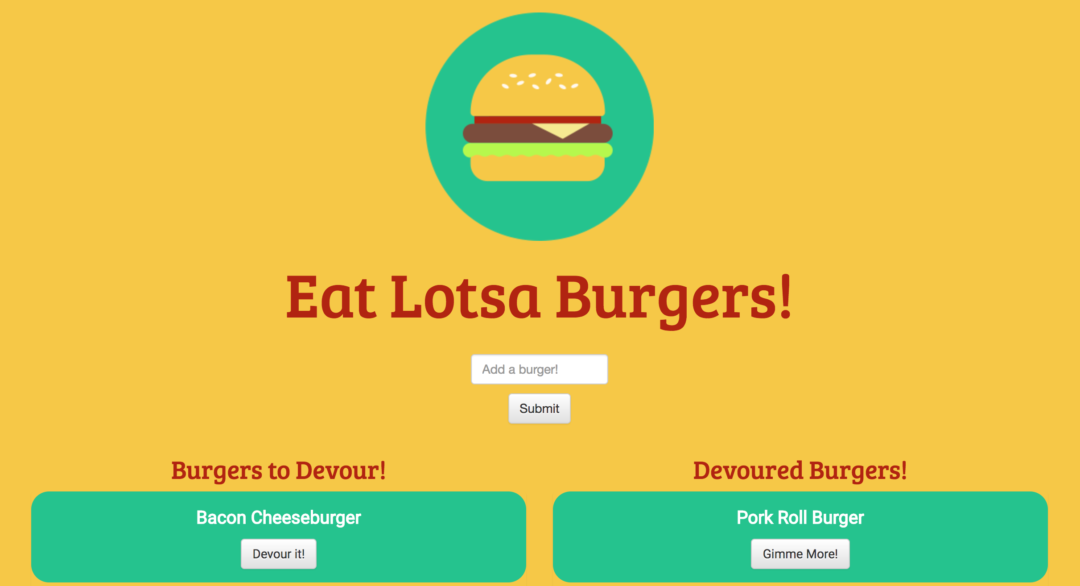 Eat Lotsa Burgers!
Add a burger!
Submit
Burgers to Devour!
Bacon Cheeseburger
Devour it!
Devoured Burgers!
Pork Roll Burger
Gimme More!